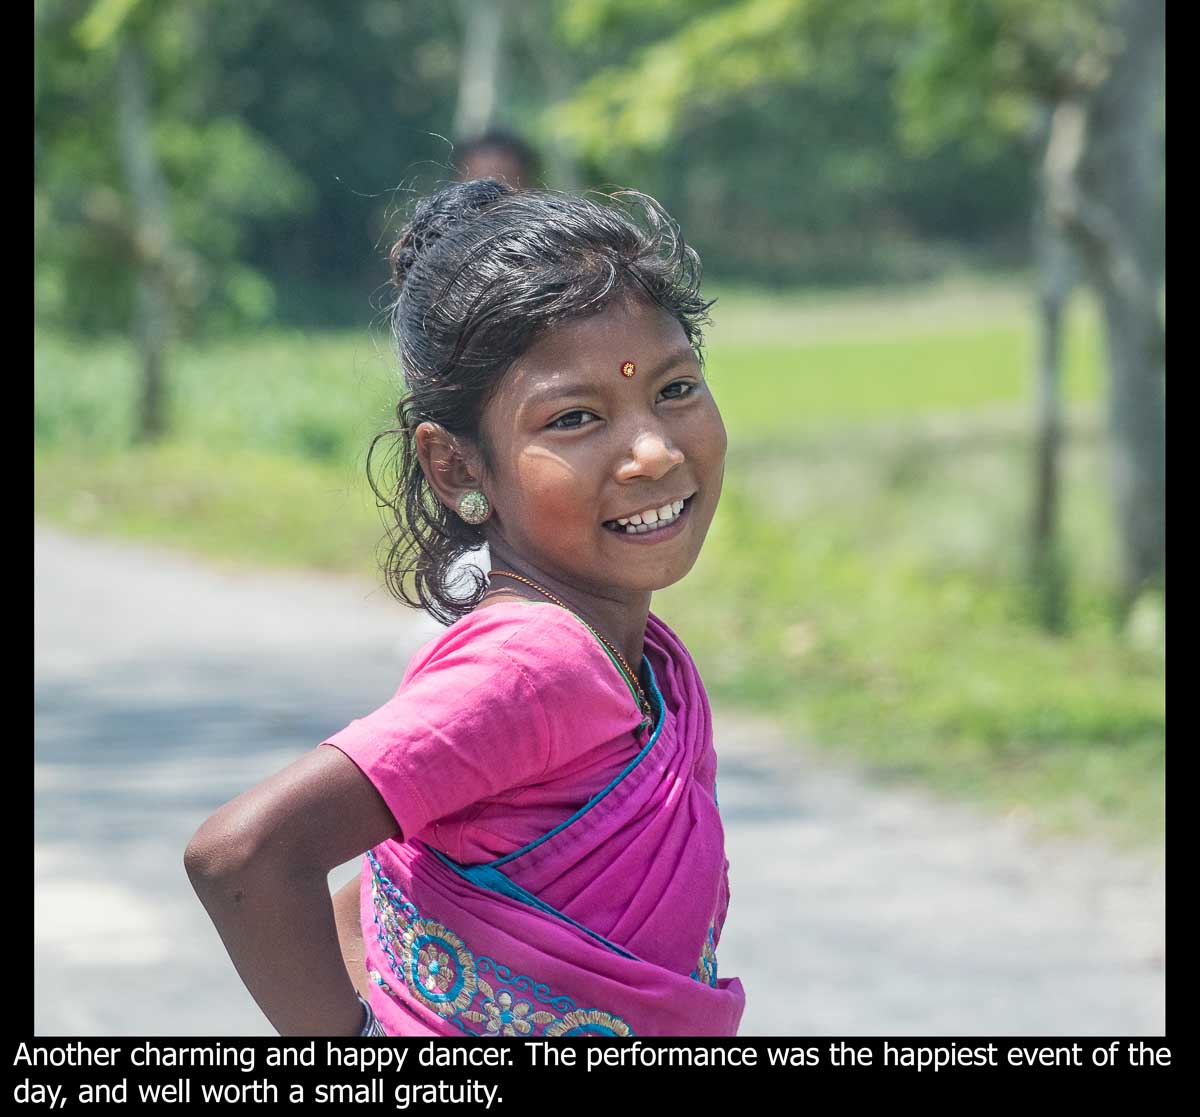 Another charming and happy dancer. The performance was the happiest event of the
day, and well worth a small gratuity.